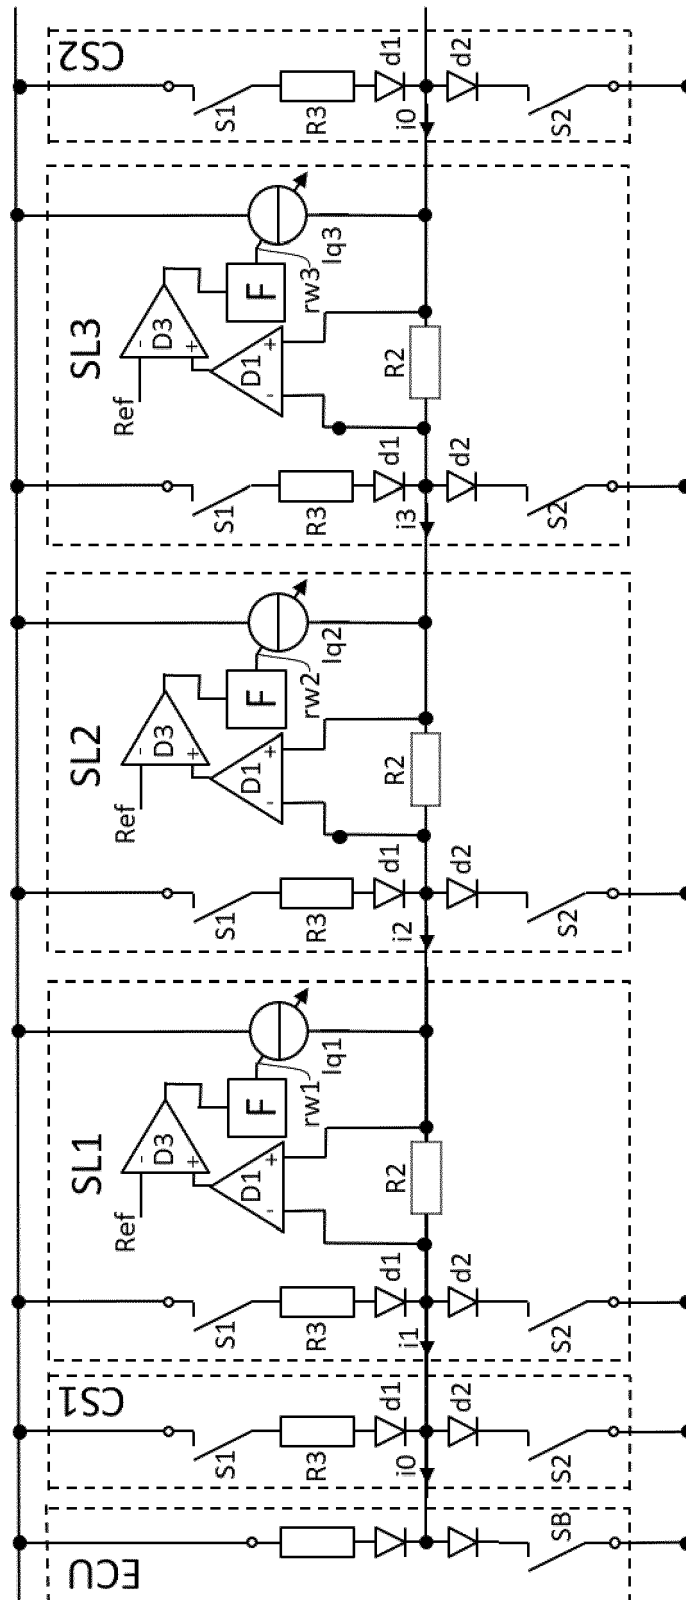 ECU
SB
CS1
S1
R3
d1
i0
d2
S2
SL1
Ref
D3
D1
F
rw1
Iq1
S1
R3
d1
i1
d2
S2
R2
SL2
Ref
D3
D1
F
rw2
Iq2
S1
R3
d1
i2
d2
S2
R2
SL3
Ref
D3
D1
F
rw3
Iq3
S1
R3
d1
i3
d2
S2
R2
CS2
S1
R3
d1
i0
d2
S2